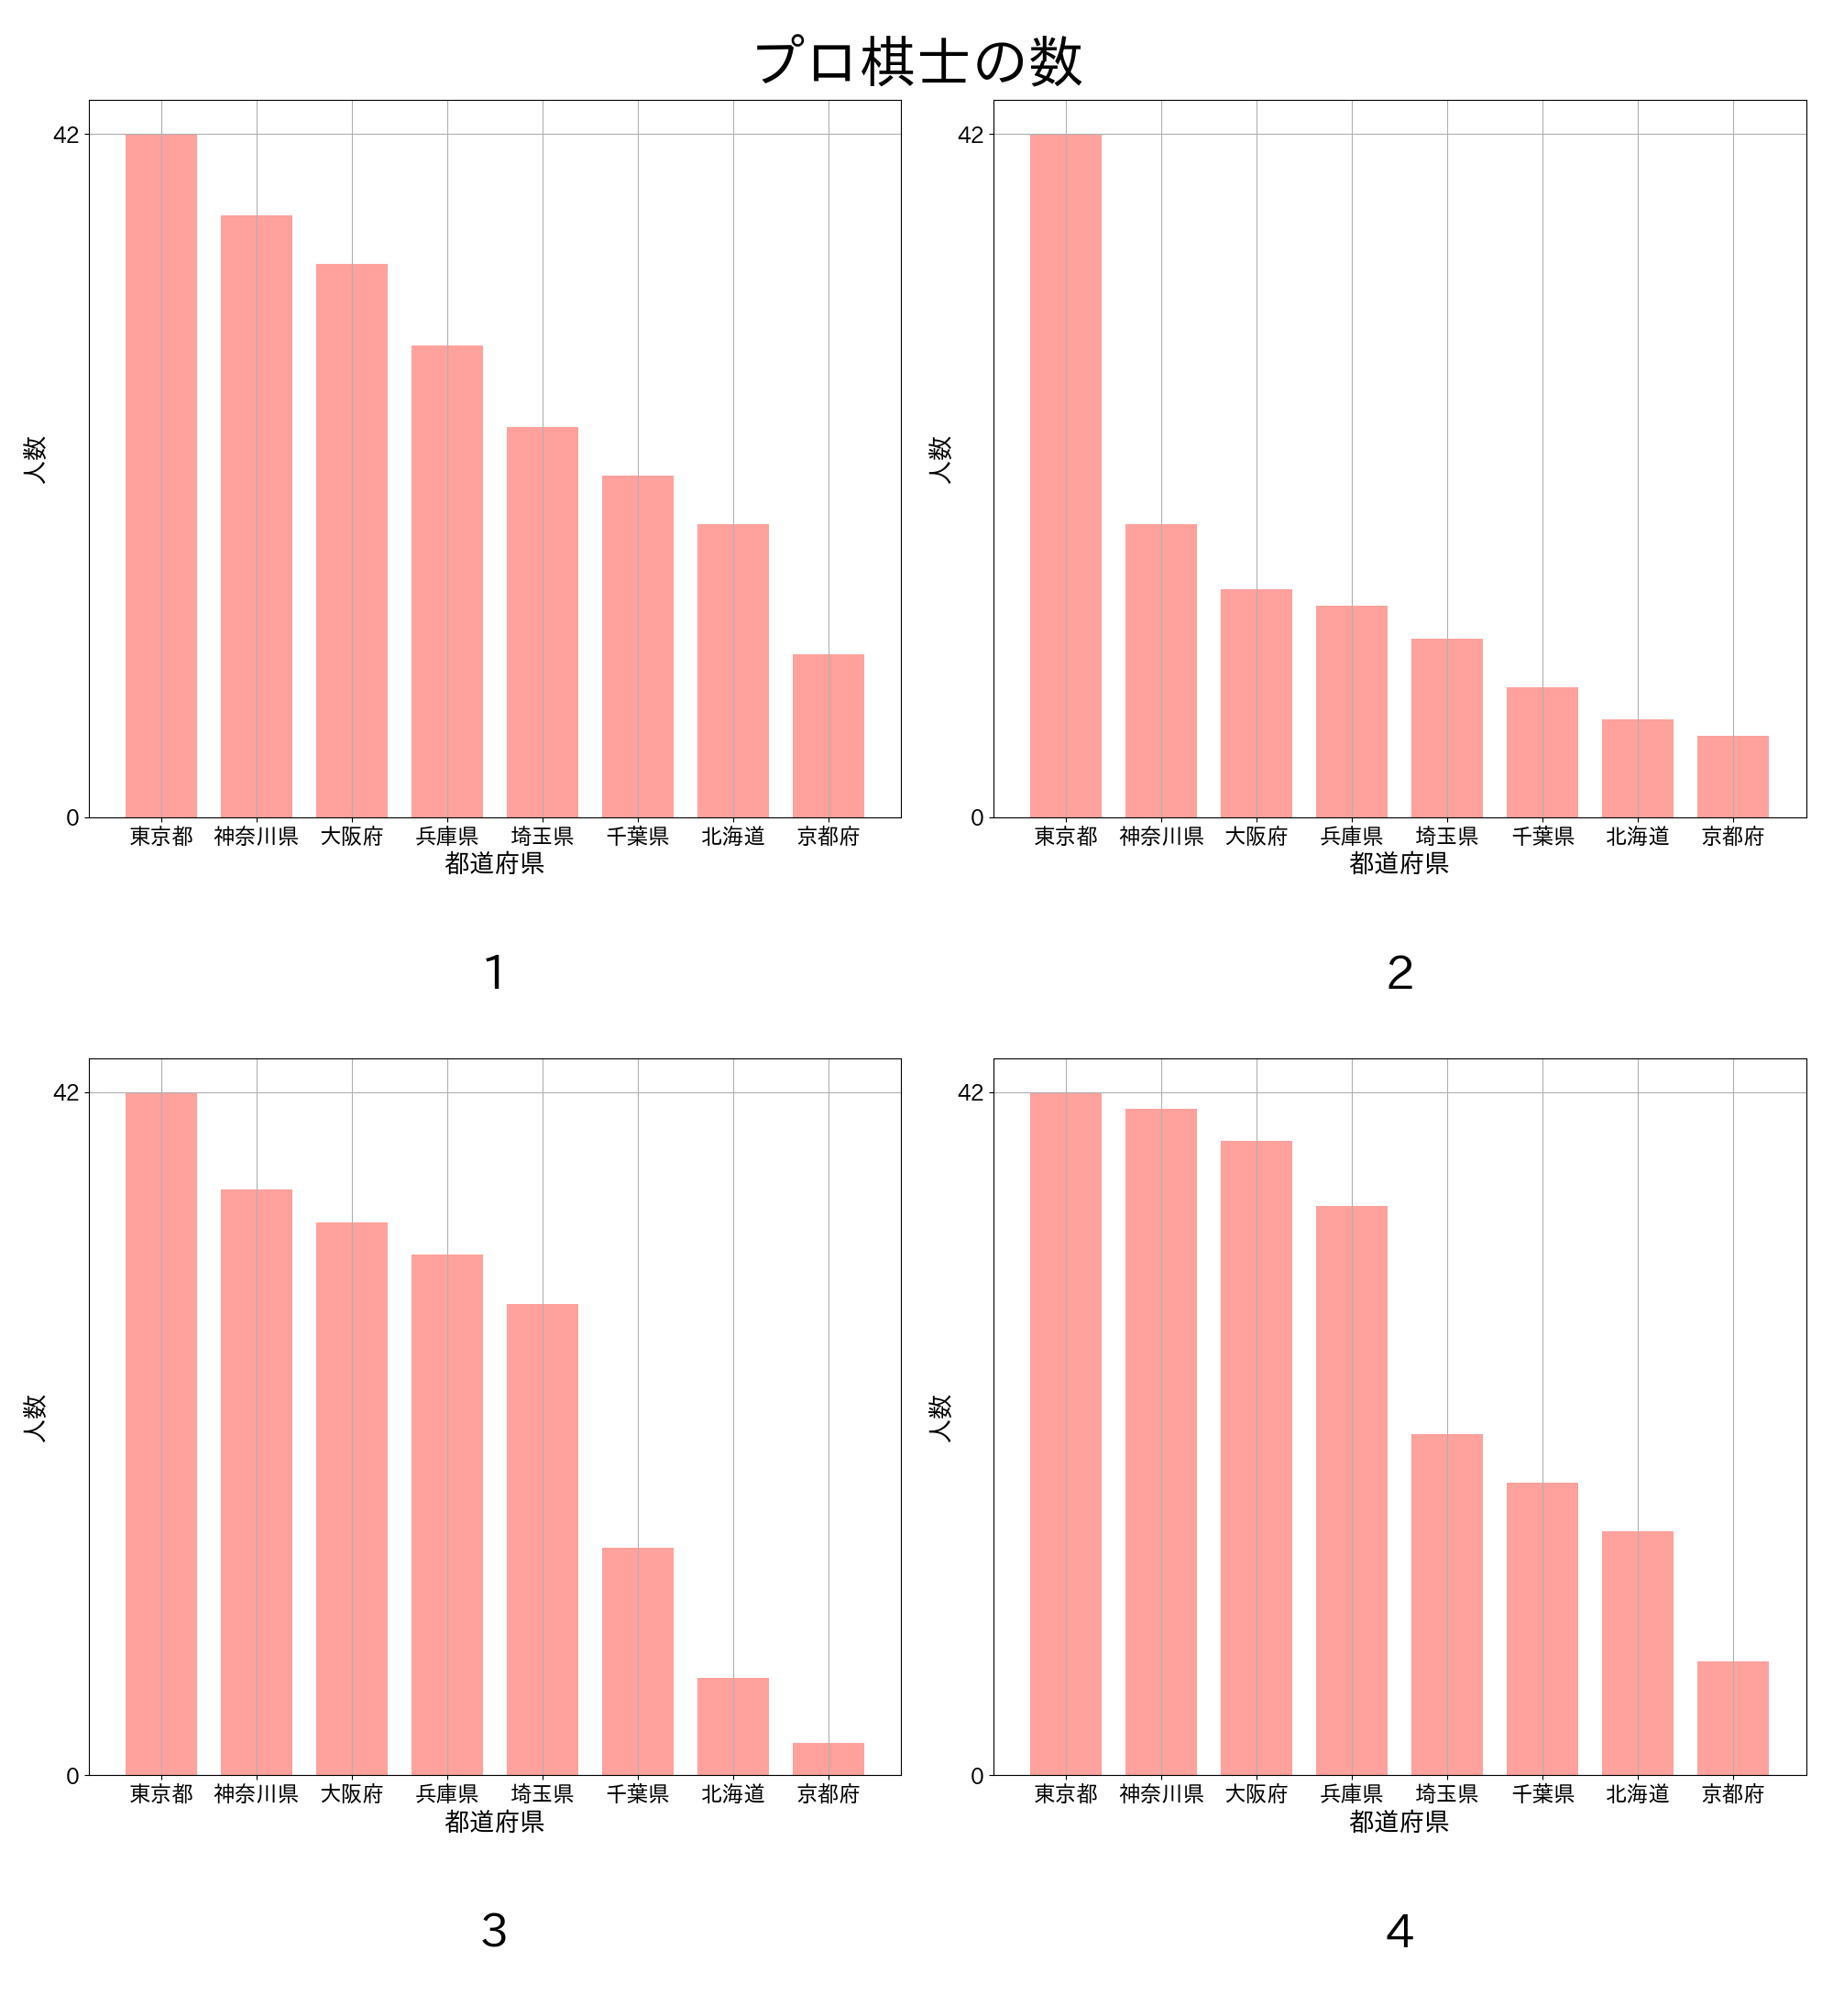 プロ棋士の数
42
0
人数
東京都 神奈川県 大阪府 兵庫県 埼玉県 千葉県 北海道 京都府
都道府県
1
42
0
人数
東京都 神奈川県 大阪府 兵庫県 埼玉県 千葉県 北海道 京都府
都道府県
2
42
0
人数
東京都 神奈川県 大阪府 兵庫県 埼玉県 千葉県 北海道 京都府
都道府県
3
42
0
人数
東京都 神奈川県 大阪府 兵庫県 埼玉県 千葉県 北海道 京都府
都道府県
4